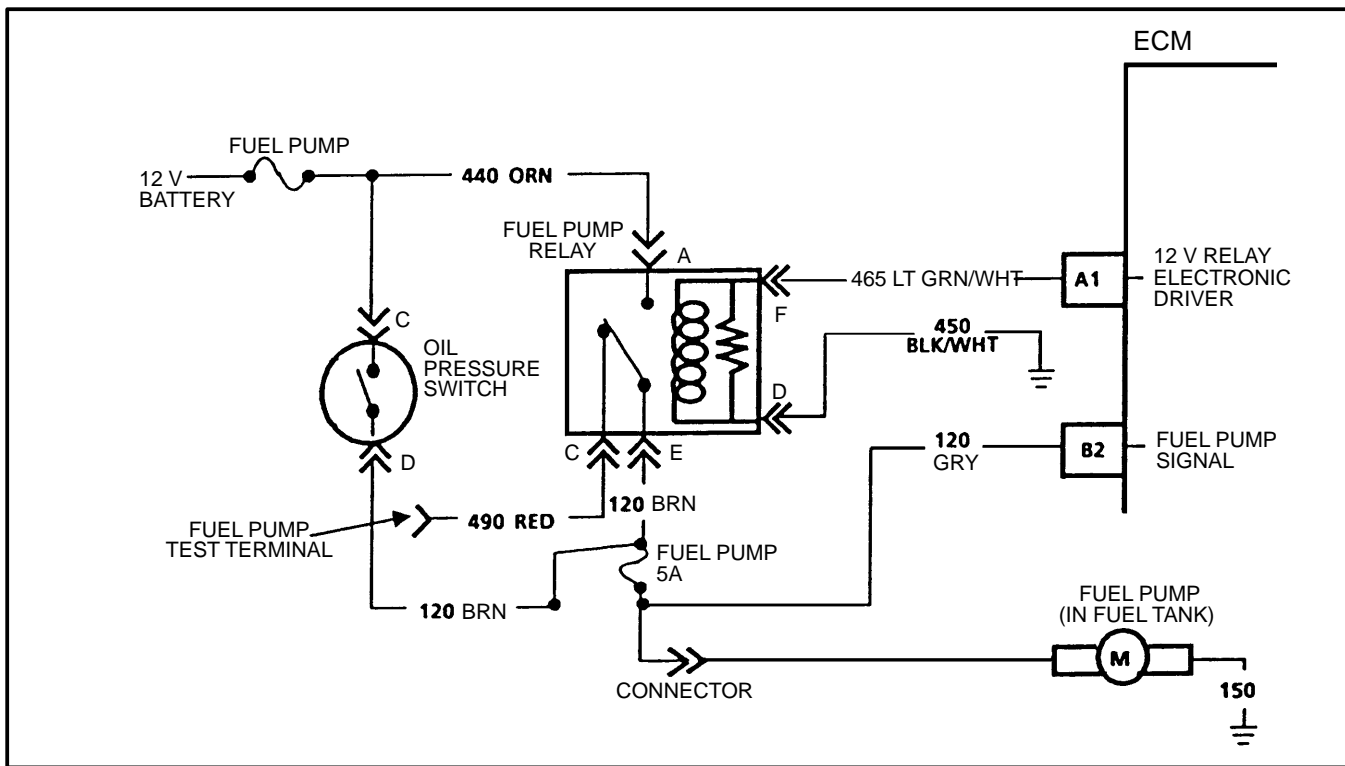 ECM
FUEL PUMP
12 V
BATTERY
440 ORN
FUEL PUMP
RELAY
A
465 LT GRN/WHT
A1
12 V RELAY
ELECTRONIC
DRIVER
F
C
OIL
PRESSURE
SWITCH
450
BLK/WHT
D
D
C
E
120
GRY
B2
FUEL PUMP
SIGNAL
120 BRN
490 RED
FUEL PUMP
TEST TERMINAL
FUEL PUMP
5A
120 BRN
FUEL PUMP
(IN FUEL TANK)
M
CONNECTOR
150